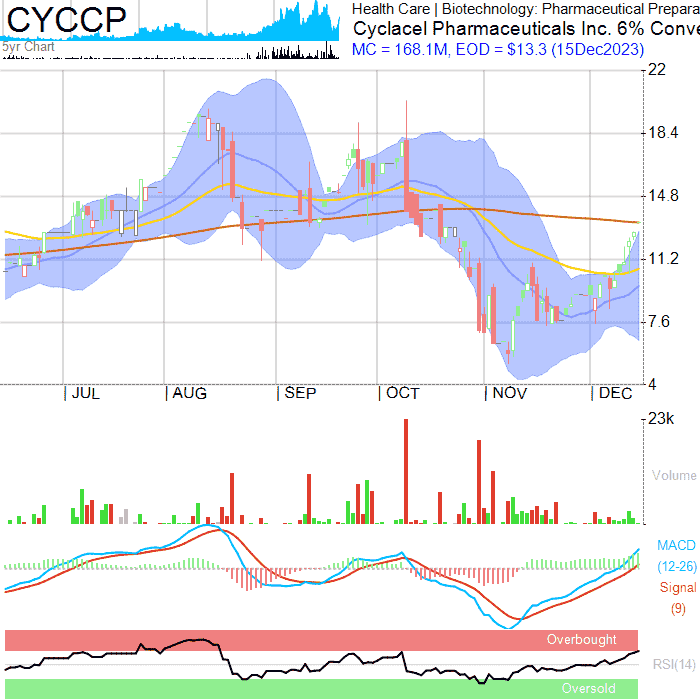 CYCCP
5yr Chart
Health Care | Biotechnology: Pharmaceutical Prepara
Cyclacel Pharmaceuticals Inc. 6% Conve
MC = 168.1M, EOD = $13.3 (15Dec2023)
22
18.4
14.8
11.2
7.6
4
| JUL | AUG | SEP | OCT | NOV | DEC
23k
Volume
MACD
(12-26)
Signal
(9)
Overbought
RSI(14)
Oversold